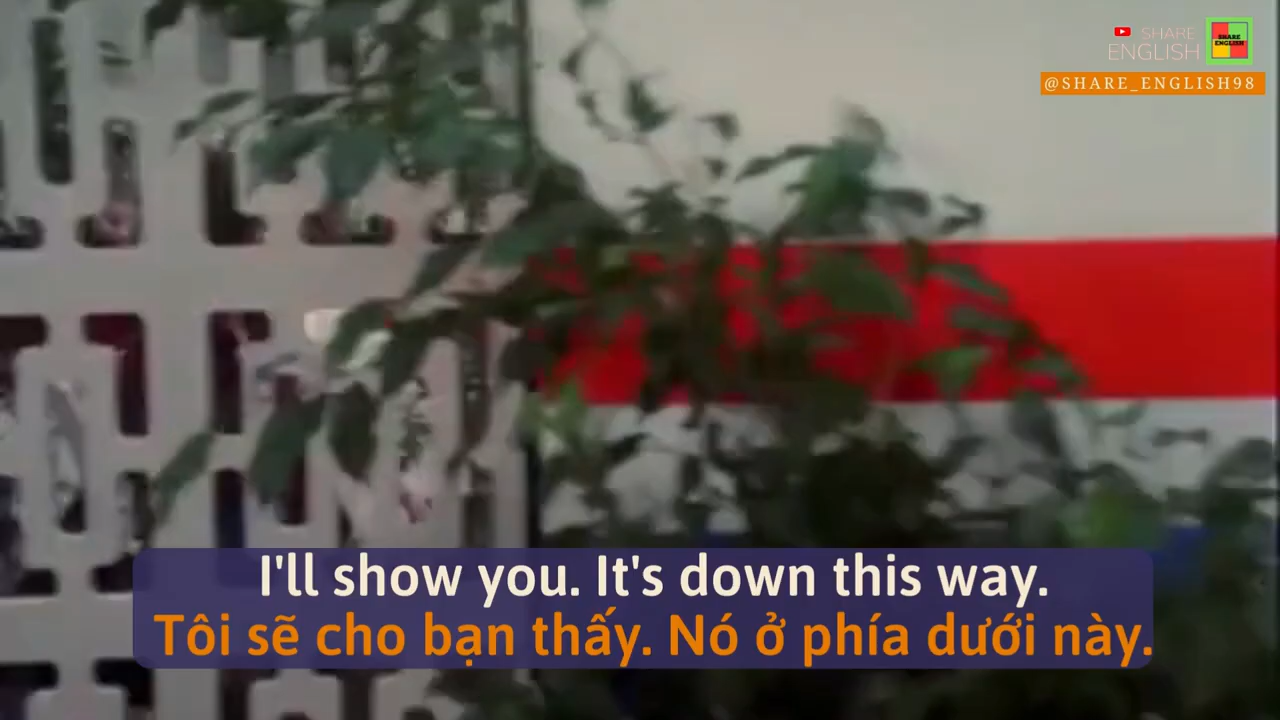 SHARE
ENGLISH
SHARE
ENGLISH
@SHARE_ENGLISH98
I'll show you. It's down this way.
Tôi sẽ cho bạn thấy. Nó ở phía dưới này.